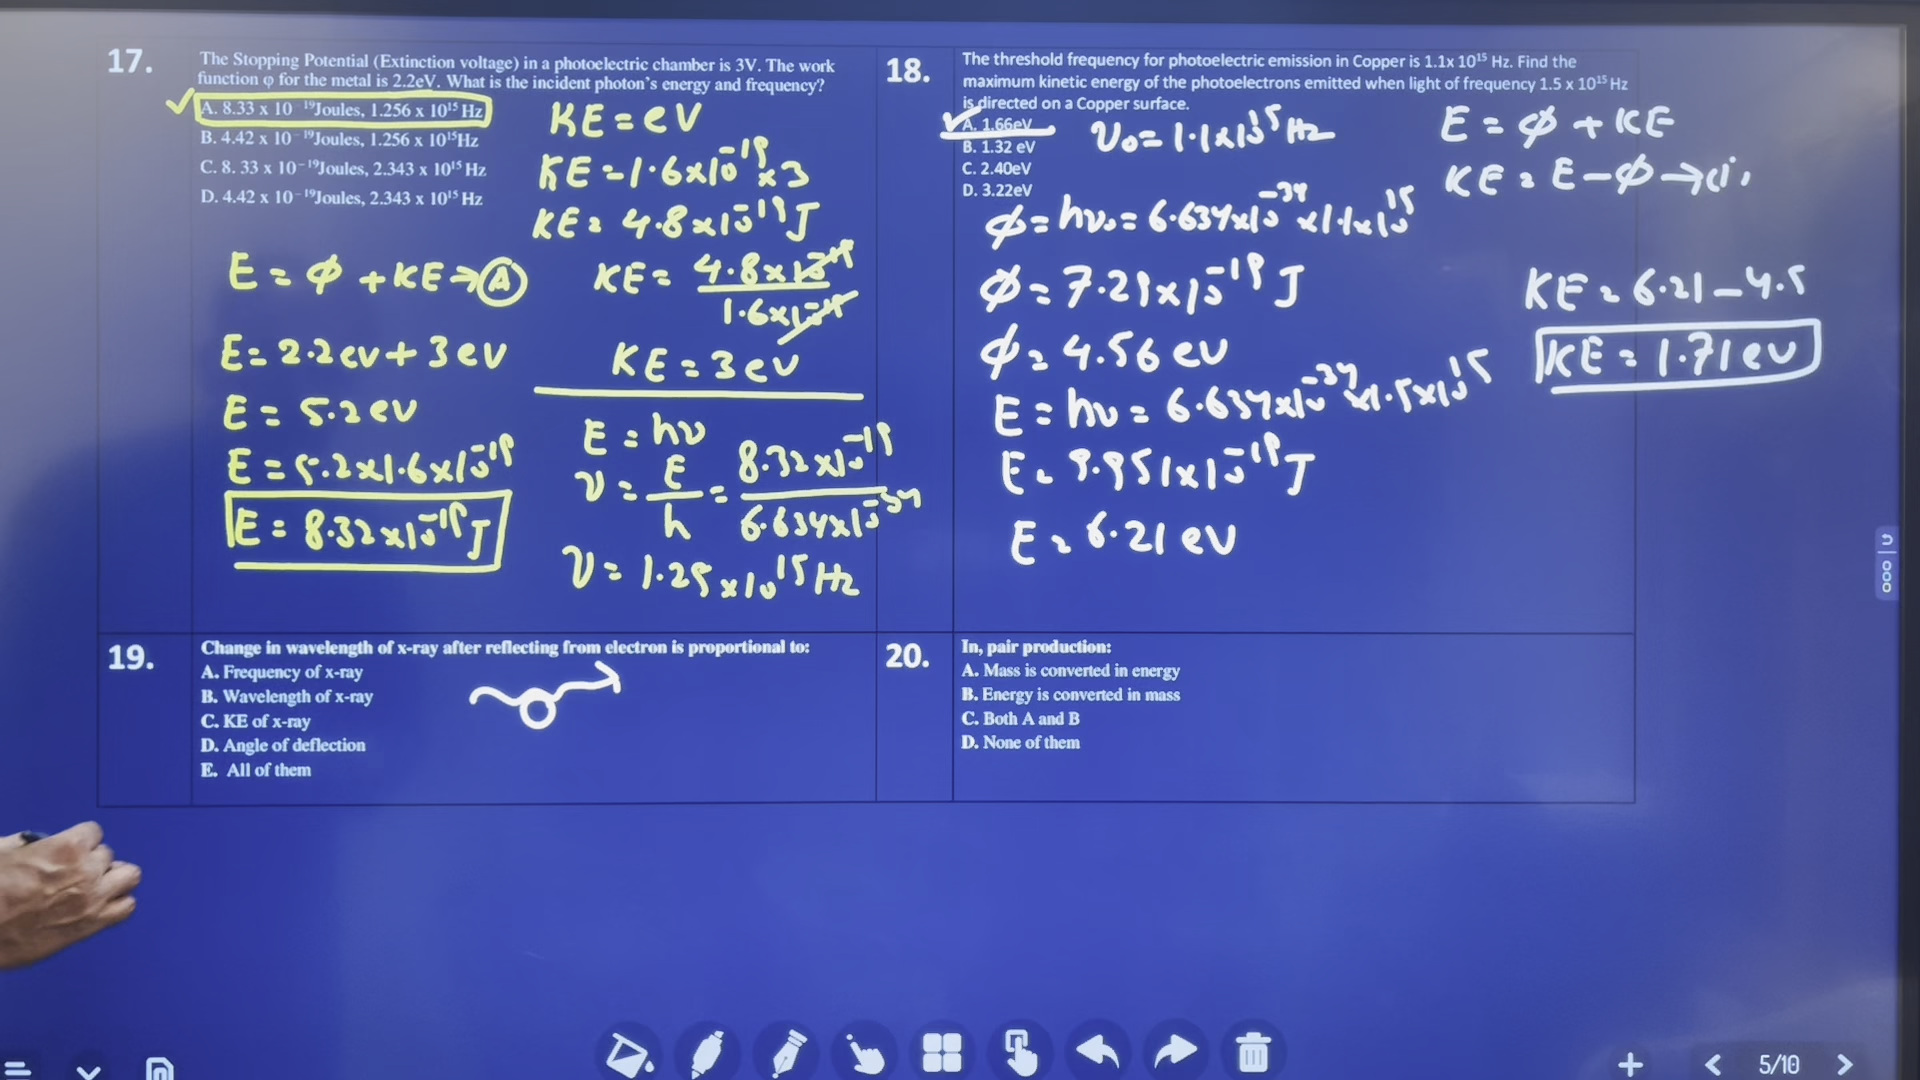 17.
The Stopping Potential (Extinction voltage) in a photoelectric chamber is 3V. The work
function φ for the metal is 2.2eV. What is the incident photon's energy and frequency?
A. 8.33 x 10⁻¹⁹Joules, 1.256 x 10¹⁵ Hz
B. 4.42 x 10⁻¹⁹Joules, 1.256 x 10¹⁵Hz
C. 8. 33 x 10⁻¹⁹Joules, 2.343 x 10¹⁵ Hz
D. 4.42 x 10⁻¹⁹Joules, 2.343 x 10¹⁵ Hz
KE = eV
KE = 1.6x10⁻¹⁹ x 3
KE = 4.8x10⁻¹⁹J
E = φ + KE → A
KE = 4.8x10⁻¹⁹ / 1.6x10⁻¹⁹
E = 2.2ev + 3ev
KE = 3ev
E = 5.2ev
E = 5.2x1.6x10⁻¹⁹
E = 8.32x10⁻¹⁹J
E = hν
ν = E/h = 8.32x10⁻¹⁹ / 6.634x10⁻³⁴
ν = 1.25x10¹⁵Hz
18.
The threshold frequency for photoelectric emission in Copper is 1.1x 10¹⁵ Hz. Find the
maximum kinetic energy of the photoelectrons emitted when light of frequency 1.5 x 10¹⁵ Hz
is directed on a Copper surface.
A. 1.66eV
B. 1.32 eV
C. 2.40eV
D. 3.22eV
ν₀ = 1.1x10¹⁵Hz
E = φ + KE
KE = E - φ → (i)
φ = hν₀ = 6.634x10⁻³⁴x1.1x10¹⁵
φ = 7.29x10⁻¹⁹J
φ = 4.56 ev
E = hν = 6.634x10⁻³⁴x1.5x10¹⁵
E = 9.951x10⁻¹⁹J
E = 6.21 ev
KE = 6.21 - 4.5
KE = 1.71ev
19.
Change in wavelength of x-ray after reflecting from electron is proportional to:
A. Frequency of x-ray
B. Wavelength of x-ray
C. KE of x-ray
D. Angle of deflection
E. All of them
20.
In, pair production:
A. Mass is converted in energy
B. Energy is converted in mass
C. Both A and B
D. None of them
5/10